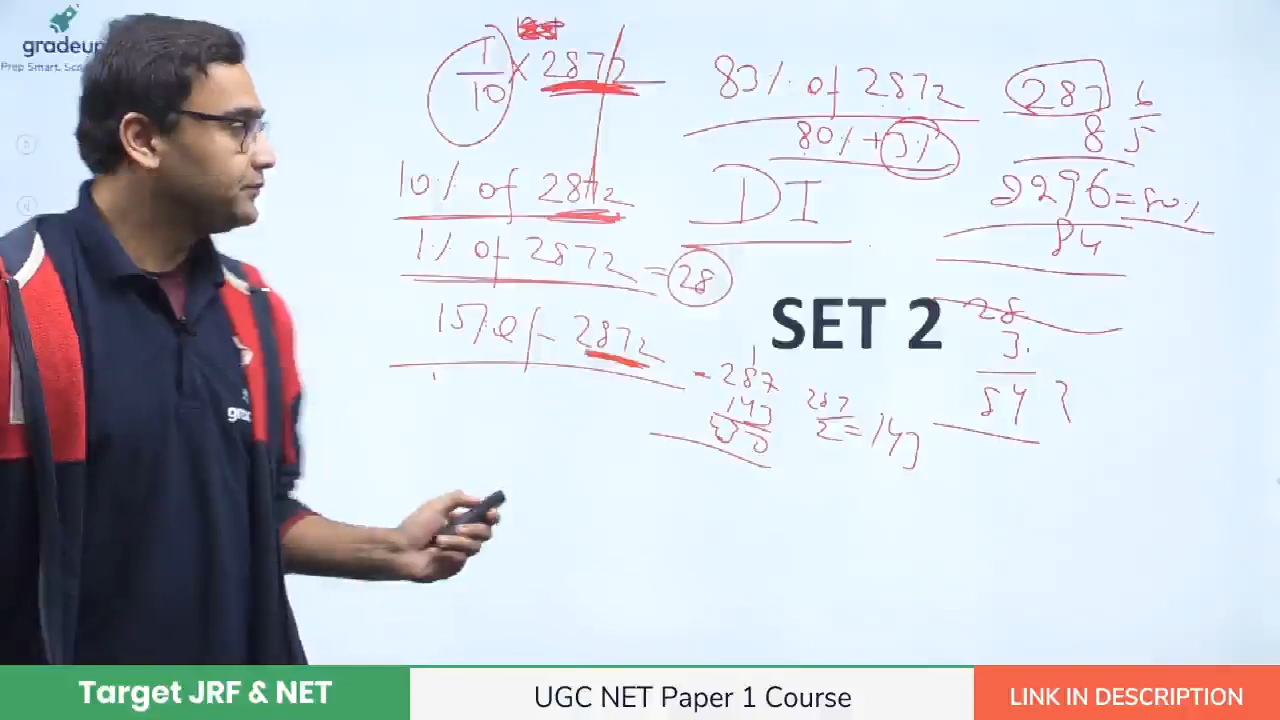 gradeup
Prep Smart. Sco
1/10 × 2872
10% of 2872
1% of 2872 = 28
15% of 2872
- 287
143
287/2 = 143
83% of 2872
80% + 3%
DI
287
8
2296 = 80%
84
SET 2
28
3
84
grad
Target JRF & NET
UGC NET Paper 1 Course
LINK IN DESCRIPTION